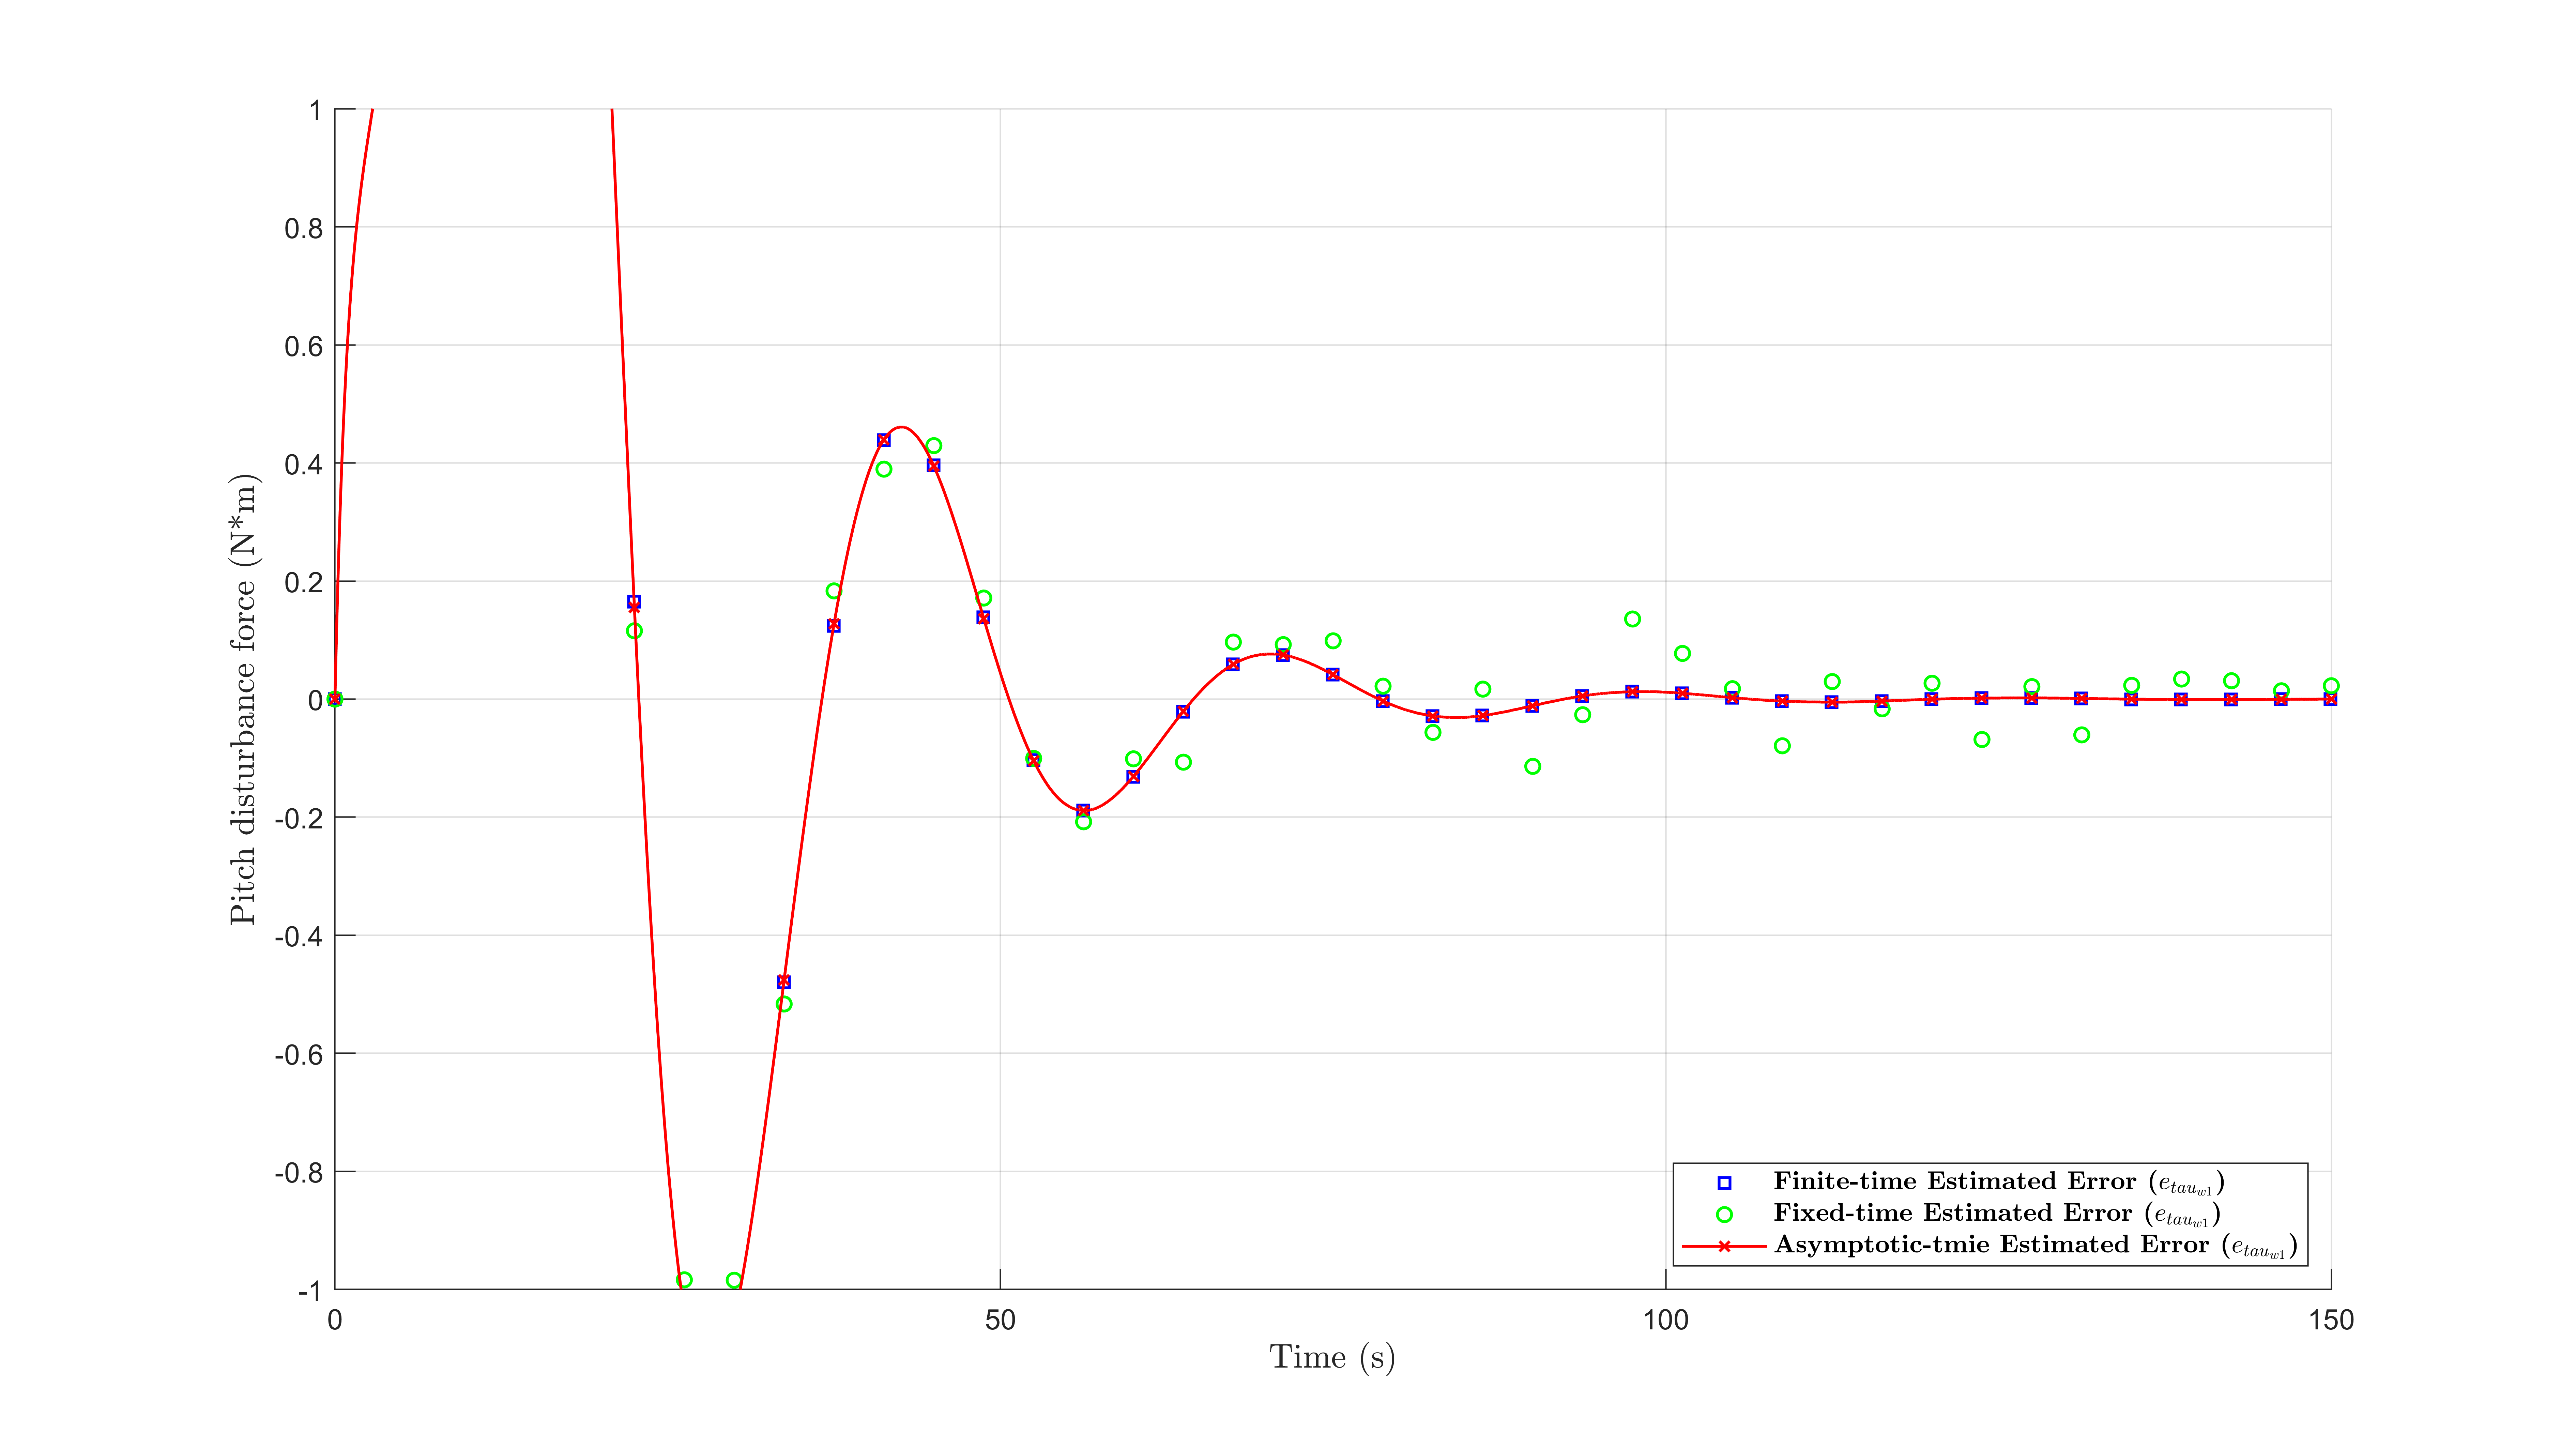 1
0.8
0.6
0.4
0.2
0
-0.2
-0.4
-0.6
-0.8
-1
Pitch disturbance force (N*m)
0 50 100 150
Time (s)
Finite-time Estimated Error (e_{tau_{w1}})
Fixed-time Estimated Error (e_{tau_{w1}})
Asymptotic-tmie Estimated Error (e_{tau_{w1}})